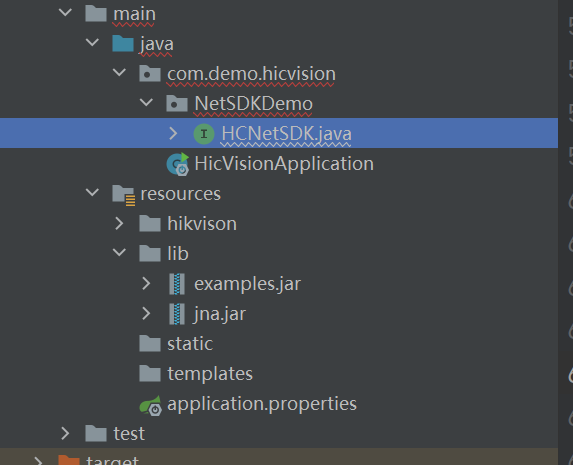 main
java
com.demo.hicvision
NetSDKDemo
HCNetSDK.java
HicVisionApplication
resources
hikvison
lib
examples.jar
jna.jar
static
templates
application.properties
test
target